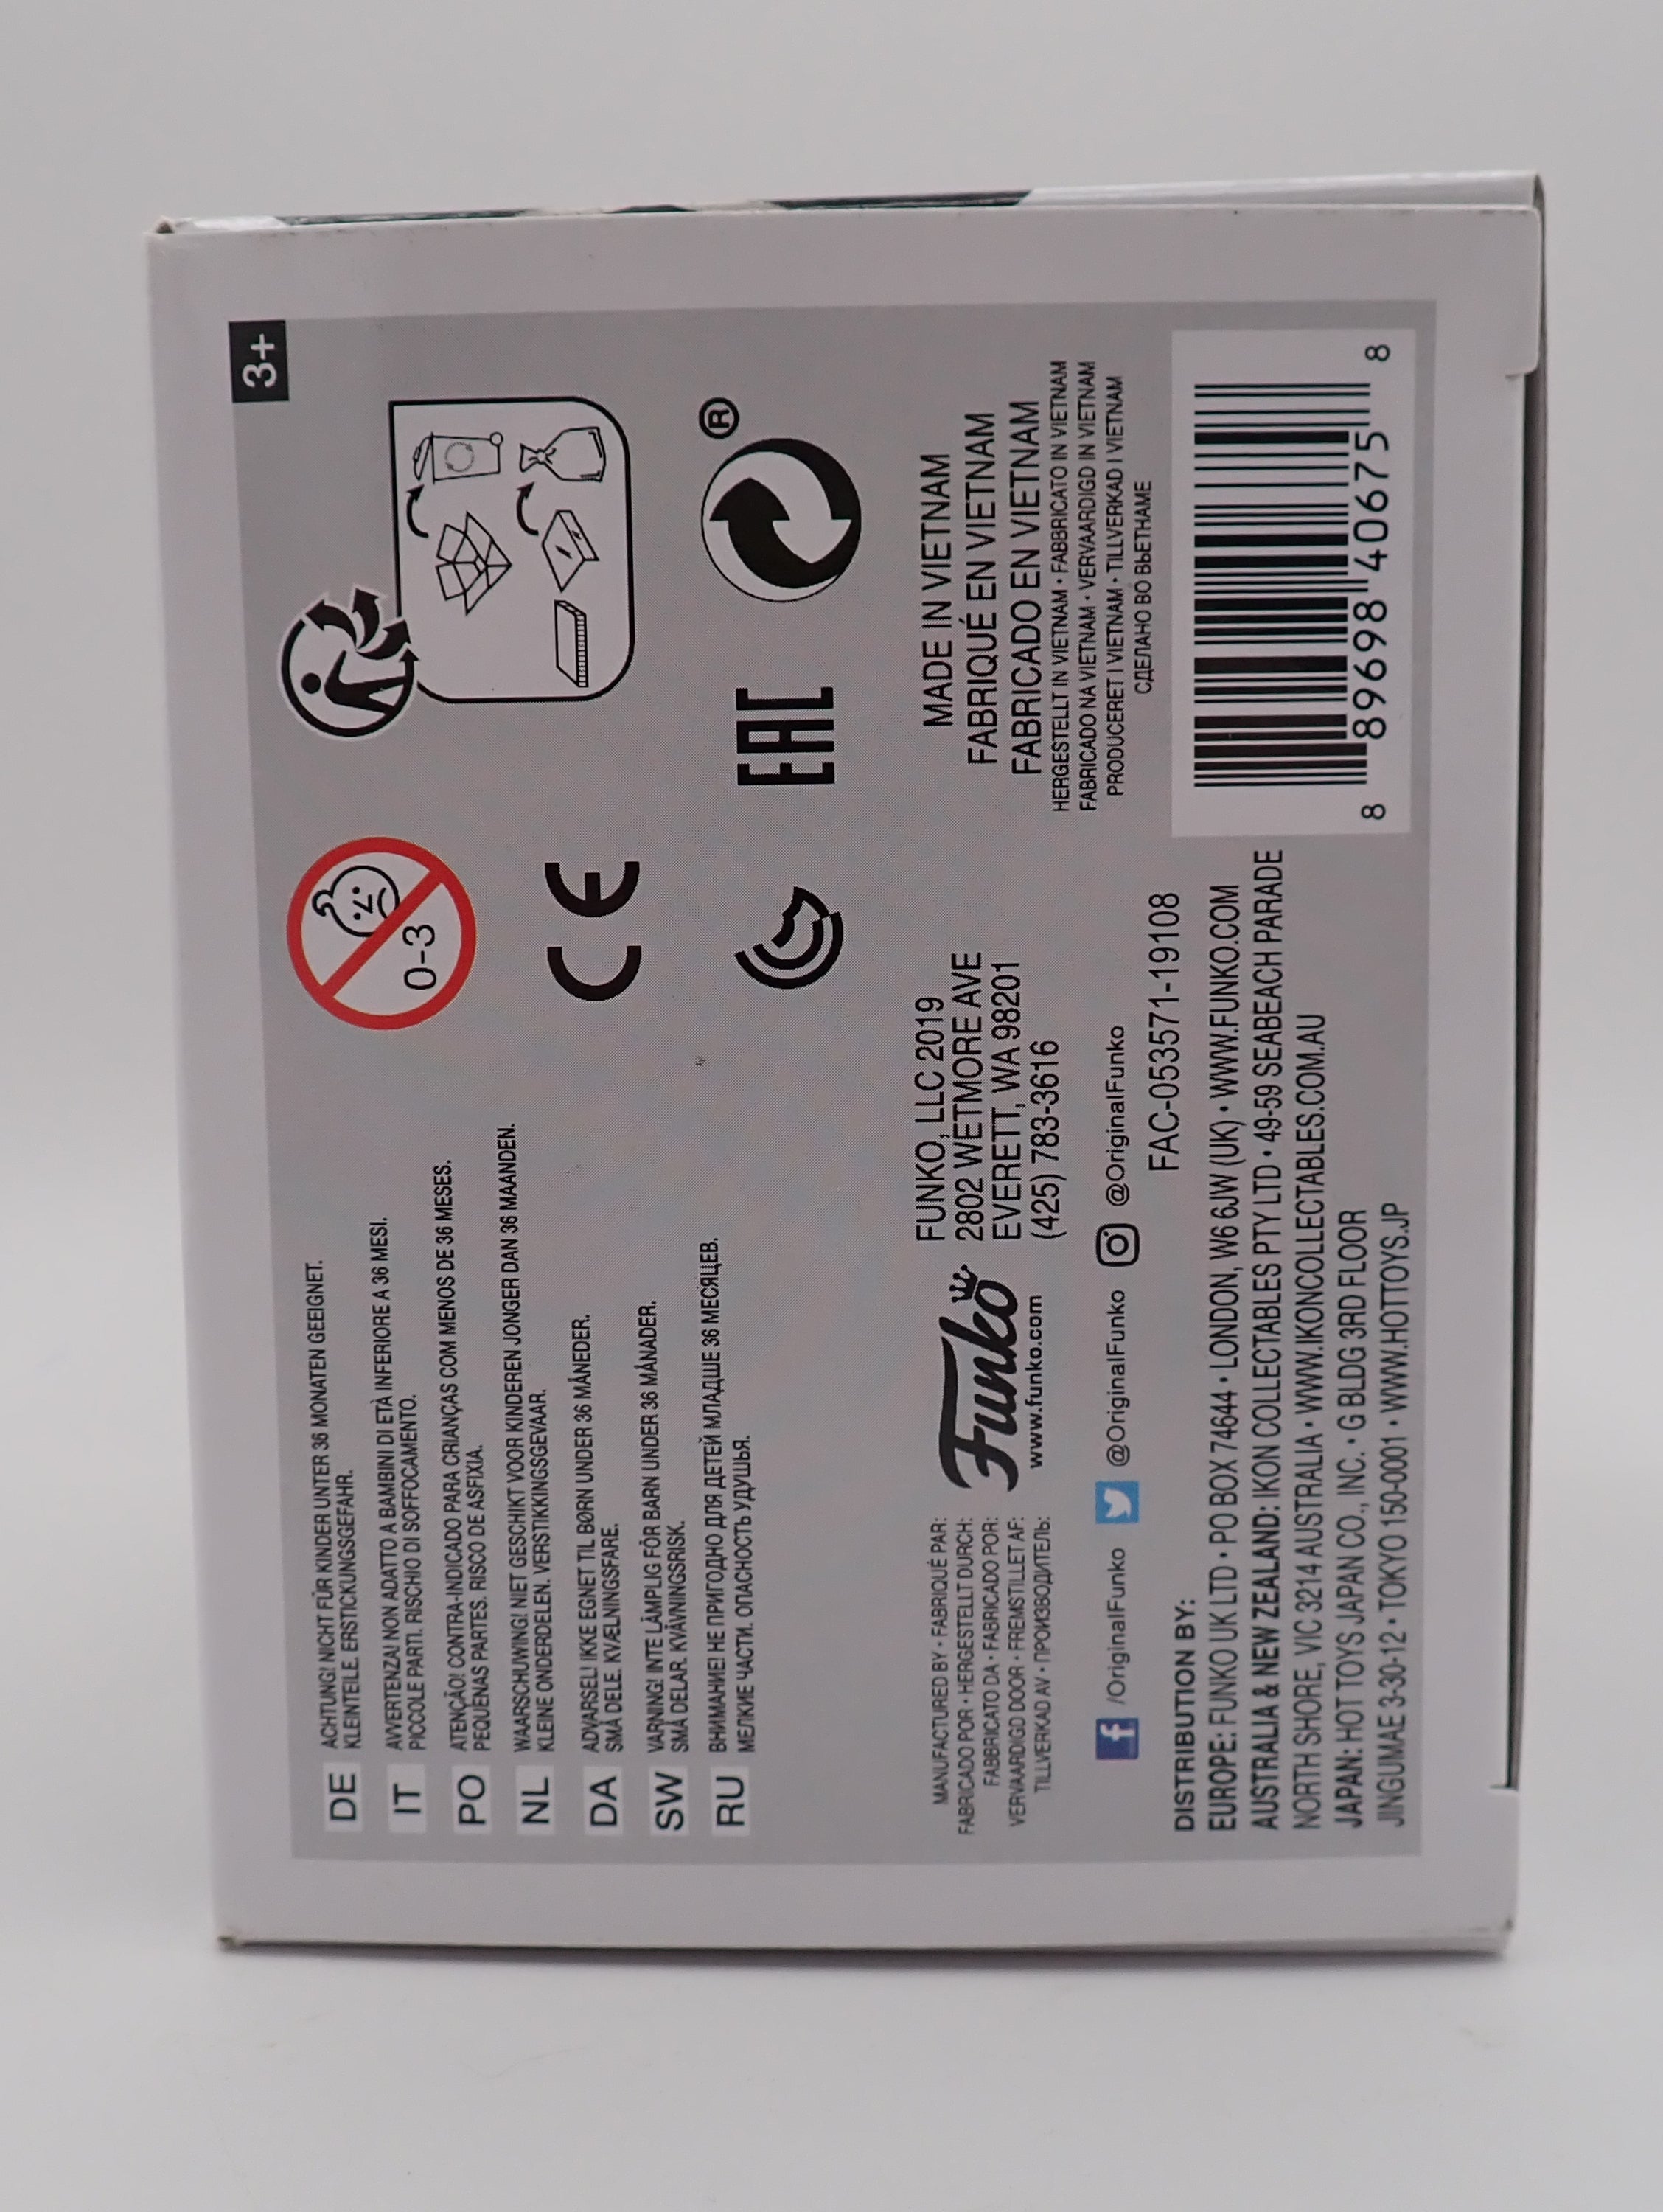 3+
DE
ACHTUNG! NICHT FÜR KINDER UNTER 36 MONATEN GEEIGNET.
KLEINTEILE. ERSTICKUNGSGEFAHR.
IT
AVVERTENZA! NON ADATTO A BAMBINI DI ETÀ INFERIORE A 36 MESI.
PICCOLE PARTI. RISCHIO DI SOFFOCAMENTO.
PO
ATENÇÃO! CONTRA-INDICADO PARA CRIANÇAS COM MENOS DE 36 MESES.
PEQUENAS PARTES. RISCO DE ASFIXIA.
NL
WAARSCHUWING! NIET GESCHIKT VOOR KINDEREN JONGER DAN 36 MAANDEN.
KLEINE ONDERDELEN. VERSTIKKINGSGEVAAR.
DA
ADVARSEL! IKKE EGNET TIL BØRN UNDER 36 MÅNEDER.
SMÅ DELE. KVÆLNINGSFARE.
SW
VARNING! INTE LÄMPLIG FÖR BARN UNDER 36 MÅNADER.
SMÅ DELAR. KVÄVNINGSRISK.
RU
ВНИМАНИЕ! НЕ ПРИГОДНО ДЛЯ ДЕТЕЙ МЛАДШЕ 36 МЕСЯЦЕВ.
МЕЛКИЕ ЧАСТИ. ОПАСНОСТЬ УДУШЬЯ.
0-3
CE
EAC
®
MANUFACTURED BY • FABRIQUÉ PAR:
FABRICADO POR • HERGESTELLT DURCH:
FABBRICATO DA • FABRICADO POR:
VERVAARDIGD DOOR • FREMSTILLET AF:
TILLVERKAD AV • ПРОИЗВОДИТЕЛЬ:
Funko
www.funko.com
FUNKO, LLC 2019
2802 WETMORE AVE
EVERETT, WA 98201
(425) 783-3616
/OriginalFunko @OriginalFunko @OriginalFunko
MADE IN VIETNAM
FABRIQUÉ EN VIETNAM
FABRICADO EN VIETNAM
HERGESTELLT IN VIETNAM • FABBRICATO IN VIETNAM
FABRICADO NA VIETNAM • VERVAARDIGD IN VIETNAM
PRODUCERET I VIETNAM • TILLVERKAD I VIETNAM
СДЕЛАНО ВО ВЬЕТНАМЕ
FAC-053571-19108
DISTRIBUTION BY:
EUROPE: FUNKO UK LTD • PO BOX 74644 • LONDON, W6 6JW (UK) • WWW.FUNKO.COM
AUSTRALIA & NEW ZEALAND: IKON COLLECTABLES PTY LTD • 49-59 SEABEACH PARADE
NORTH SHORE, VIC 3214 AUSTRALIA • WWW.IKONCOLLECTABLES.COM.AU
JAPAN: HOT TOYS JAPAN CO., INC. • G BLDG 3RD FLOOR
JINGUMAE 3-30-12 • TOKYO 150-0001 • WWW.HOTTOYS.JP
8 89698 40675 8